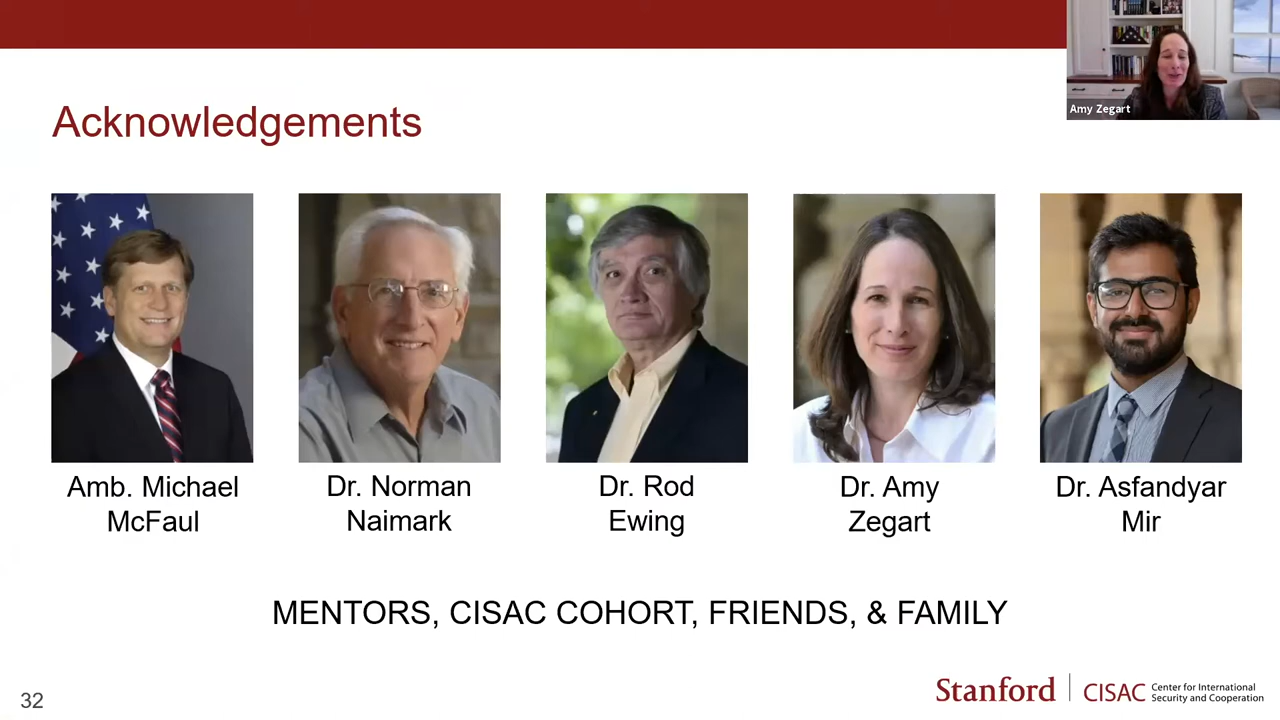 Amy Zegart
Acknowledgements
Amb. Michael
McFaul
Dr. Norman
Naimark
Dr. Rod
Ewing
Dr. Amy
Zegart
Dr. Asfandyar
Mir
MENTORS, CISAC COHORT, FRIENDS, & FAMILY
32
Stanford
CISAC
Center for International
Security and Cooperation